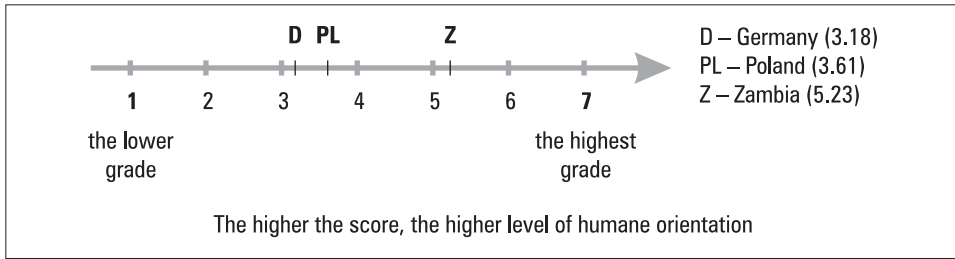 D PL Z
1 2 3 4 5 6 7
the lower
grade
the highest
grade
D – Germany (3.18)
PL – Poland (3.61)
Z – Zambia (5.23)
The higher the score, the higher level of humane orientation